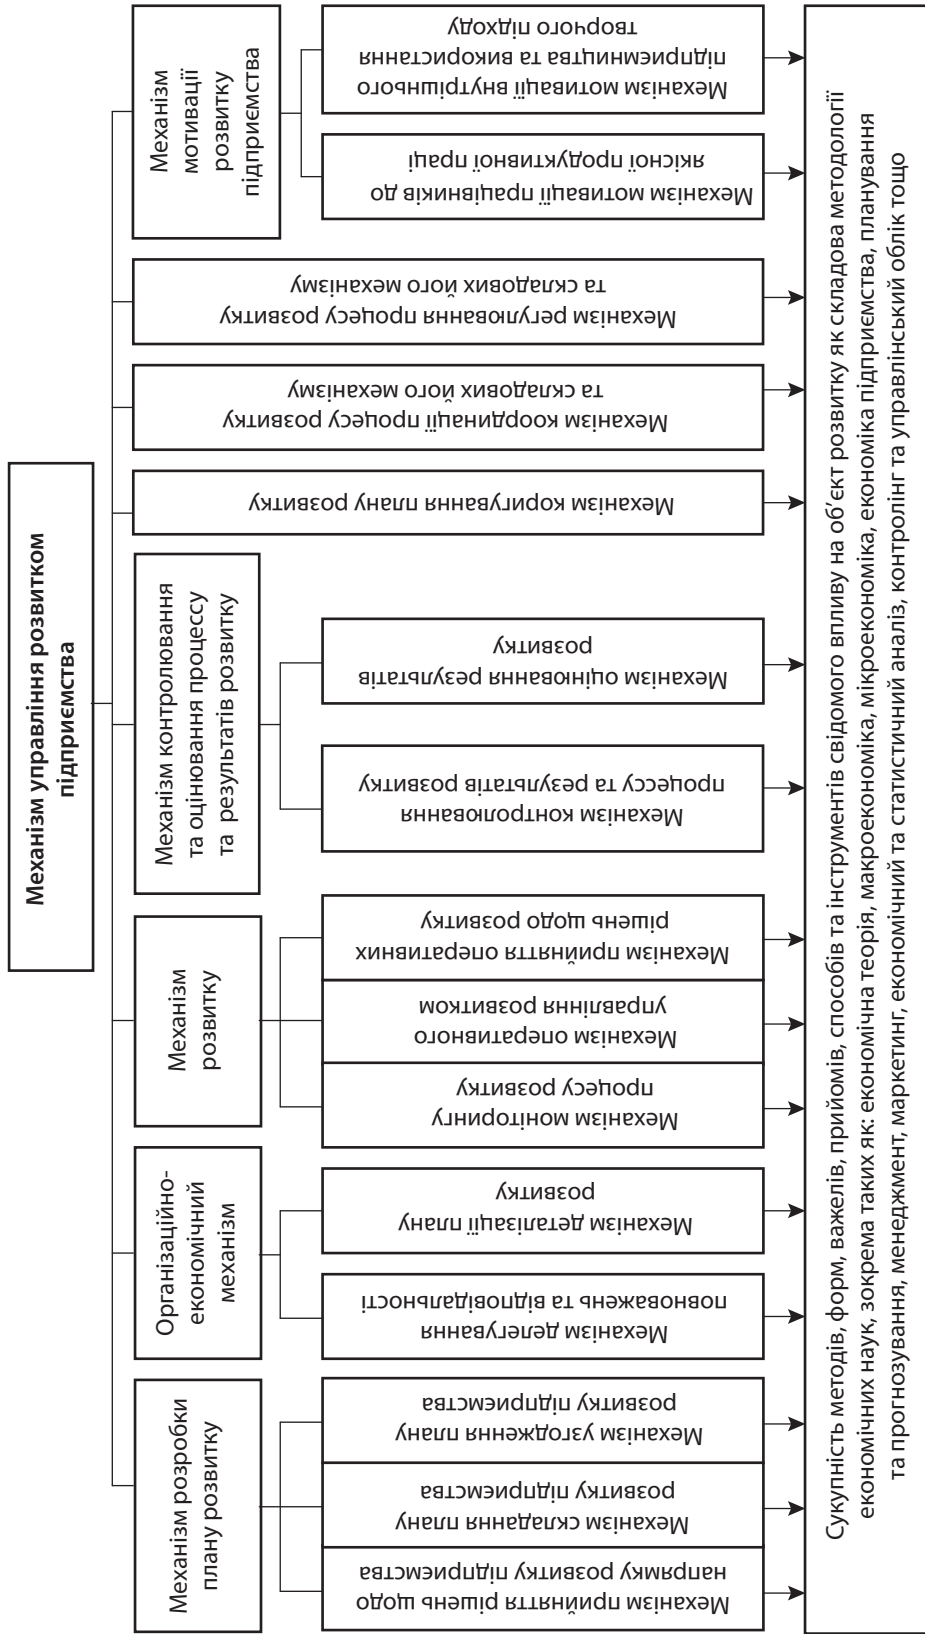 Механізм управління розвитком
підприємства
Механізм розробки
плану розвитку
Організаційно-
економічний
механізм
Механізм
розвитку
Механізм контролювання
та оцінювання процессу
та результатів розвитку
Механізм
мотивації
розвитку
підприємства
Механізм прийняття рішень щодо
напрямку розвитку підприємства
Механізм складання плану
розвитку підприємства
Механізм узгодження плану
розвитку підприємства
Механізм делегування
повноважень та відповідальності
Механізм деталізації плану
розвитку
Механізм моніторингу
процесу розвитку
Механізм оперативного
управління розвитком
Механізм прийняття оперативних
рішень щодо розвитку
Механізм контролювання
процессу та результатів розвитку
Механізм оцінювання результатів
розвитку
Механізм коригування плану розвитку
Механізм координації процесу розвитку
та складових його механізму
Механізм регулювання процесу розвитку
та складових його механізму
Механізм мотивації працівників до
якісної продуктивної праці
Механізм мотивації внутрішнього
підприємництва та використання
творчого підходу
Сукупність методів, форм, важелів, прийомів, способів та інструментів свідомого впливу на об'єкт розвитку як складова методології
економічних наук, зокрема таких як: економічна теорія, макроекономіка, мікроекономіка, економіка підприємства, планування
та прогнозування, менеджмент, маркетинг, економічний та статистичний аналіз, контролінг та управлінський облік тощо